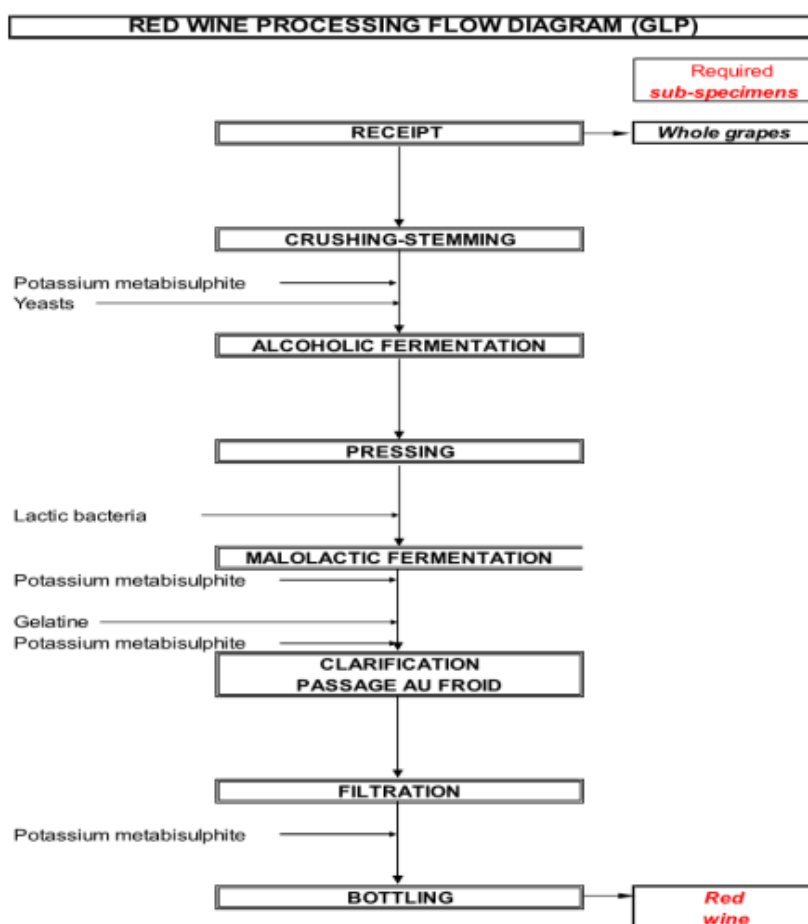 RED WINE PROCESSING FLOW DIAGRAM (GLP)
Required
sub-specimens
RECEIPT
Whole grapes
CRUSHING-STEMMING
Potassium metabisulphite
Yeasts
ALCOHOLIC FERMENTATION
PRESSING
Lactic bacteria
MALOLACTIC FERMENTATION
Potassium metabisulphite
Gelatine
Potassium metabisulphite
CLARIFICATION
PASSAGE AU FROID
FILTRATION
Potassium metabisulphite
BOTTLING
Red
wine